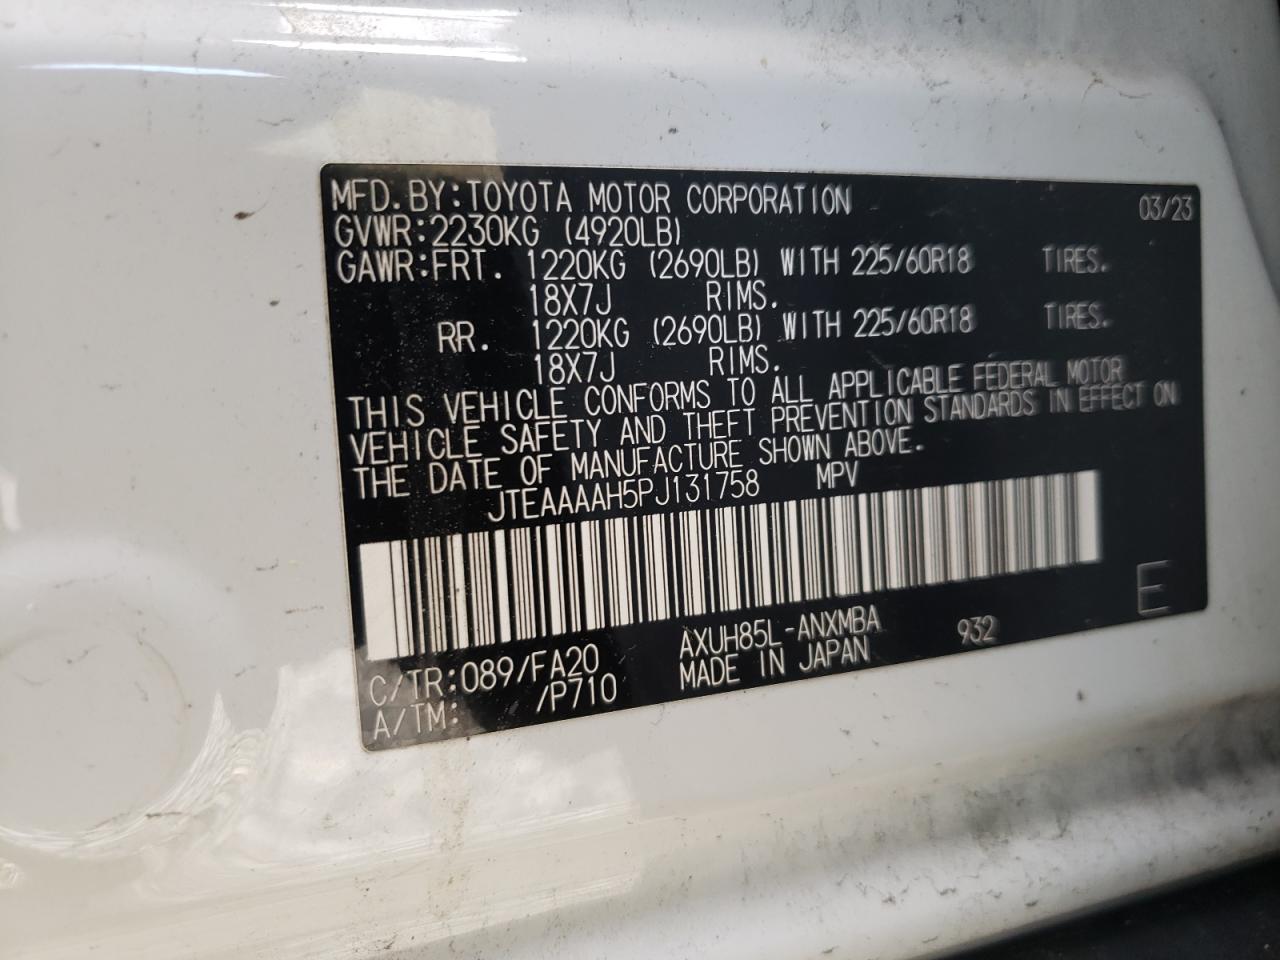 MFD. BY: TOYOTA MOTOR CORPORATION 03/23
GVWR: 2230KG (4920LB)
GAWR: FRT. 1220KG (2690LB) WITH 225/60R18 TIRES.
18X7J RIMS.
RR. 1220KG (2690LB) WITH 225/60R18 TIRES.
18X7J RIMS.
THIS VEHICLE CONFORMS TO ALL APPLICABLE FEDERAL MOTOR
VEHICLE SAFETY AND THEFT PREVENTION STANDARDS IN EFFECT ON
THE DATE OF MANUFACTURE SHOWN ABOVE.
JTEAAAAH5PJ131758 MPV
E
C/TR: 089/FA20 AXUH85L-ANXMBA 932
A/TM: /P710 MADE IN JAPAN